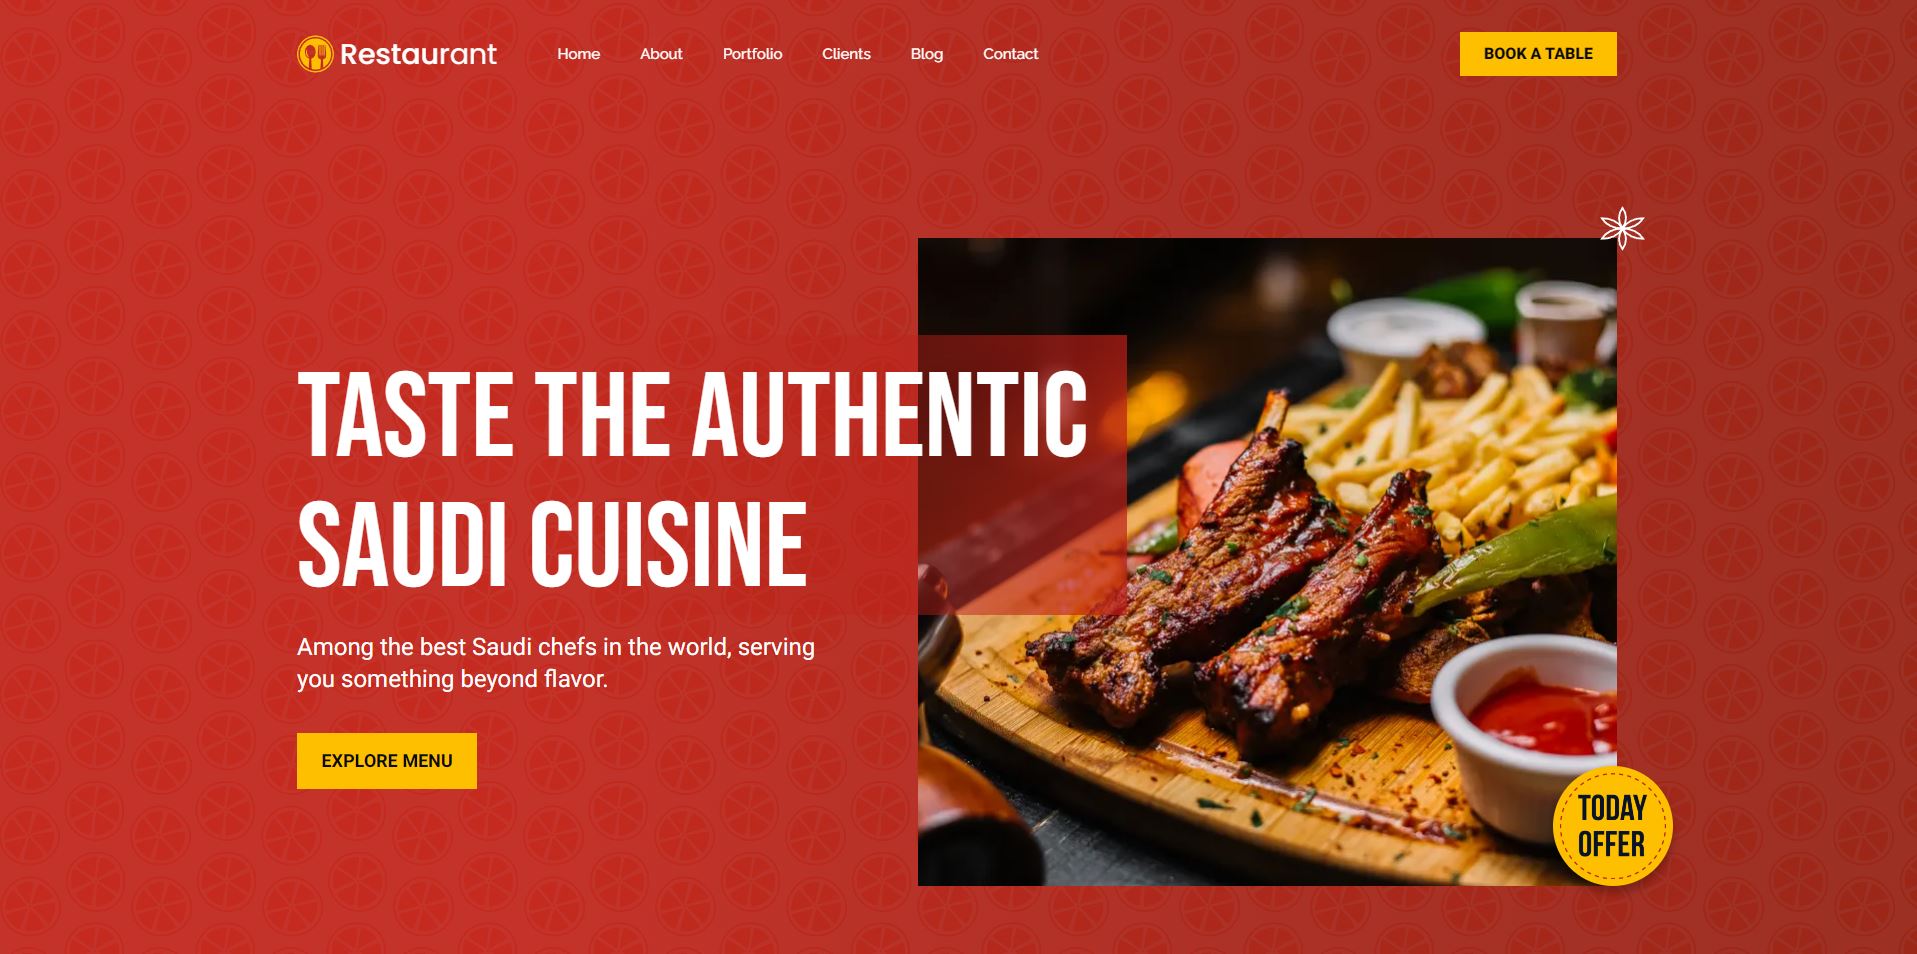 Restaurant
Home
About
Portfolio
Clients
Blog
Contact
BOOK A TABLE
TASTE THE AUTHENTIC
SAUDI CUISINE
Among the best Saudi chefs in the world, serving
you something beyond flavor.
EXPLORE MENU
TODAY
OFFER